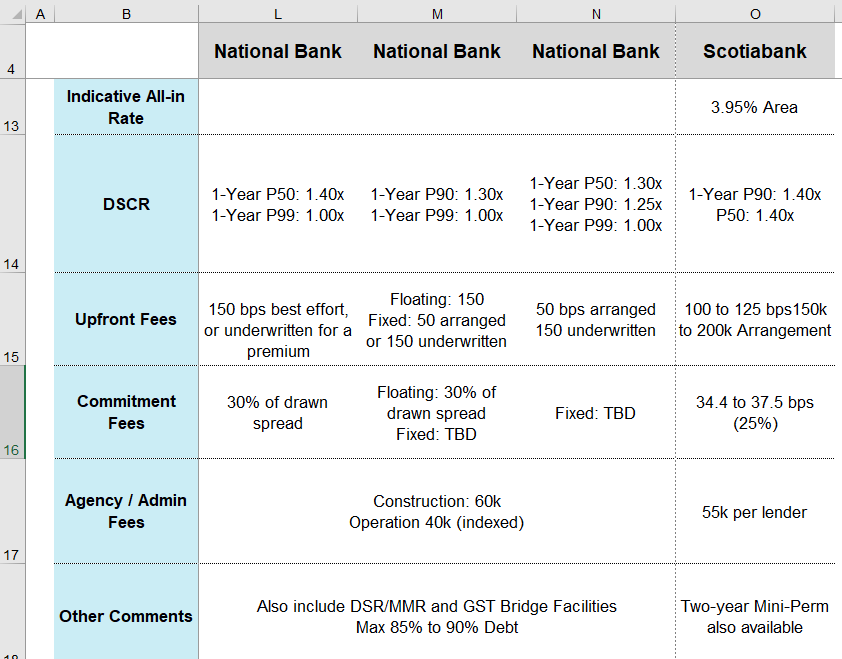 A B L M N O
4 National Bank National Bank National Bank Scotiabank
13 Indicative All-in
Rate
3.95% Area
14 DSCR
1-Year P50: 1.40x
1-Year P99: 1.00x
1-Year P90: 1.30x
1-Year P99: 1.00x
1-Year P50: 1.30x
1-Year P90: 1.25x
1-Year P99: 1.00x
1-Year P90: 1.40x
P50: 1.40x
15 Upfront Fees
150 bps best effort,
or underwritten for a
premium
Floating: 150
Fixed: 50 arranged
or 150 underwritten
50 bps arranged
150 underwritten
100 to 125 bps150k
to 200k Arrangement
16 Commitment
Fees
30% of drawn
spread
Floating: 30% of
drawn spread
Fixed: TBD
Fixed: TBD
34.4 to 37.5 bps
(25%)
17 Agency / Admin
Fees
Construction: 60k
Operation 40k (indexed)
55k per lender
18 Other Comments
Also include DSR/MMR and GST Bridge Facilities
Max 85% to 90% Debt
Two-year Mini-Perm
also available